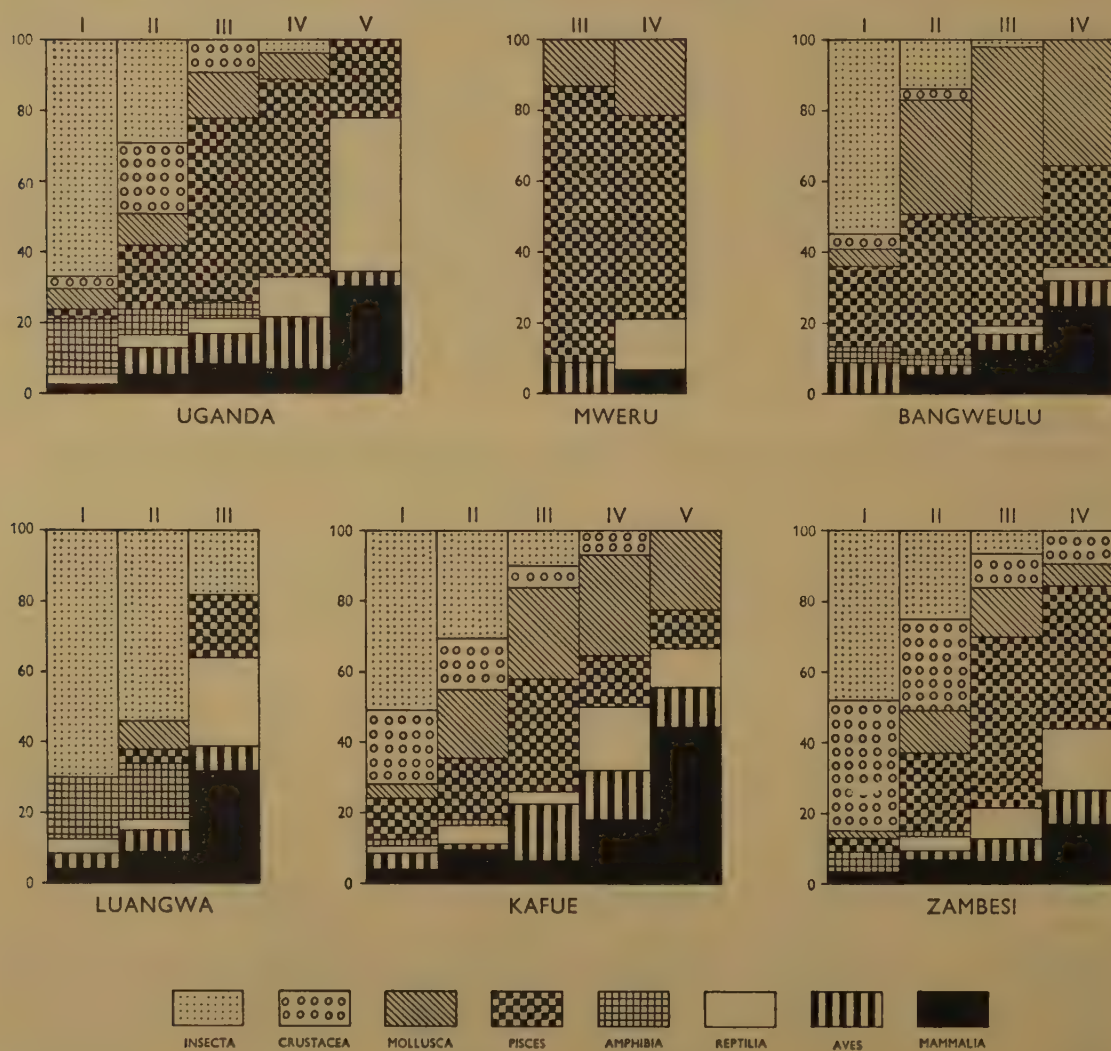 I II III IV V
100
80
60
40
20
0
UGANDA
III IV
100
80
60
40
20
0
MWERU
I II III IV
100
80
60
40
20
0
BANGWEULU
I II III
100
80
60
40
20
0
LUANGWA
I II III IV V
100
80
60
40
20
0
KAFUE
I II III IV
100
80
60
40
20
0
ZAMBESI
INSECTA CRUSTACEA MOLLUSCA PISCES AMPHIBIA REPTILIA AVES MAMMALIA